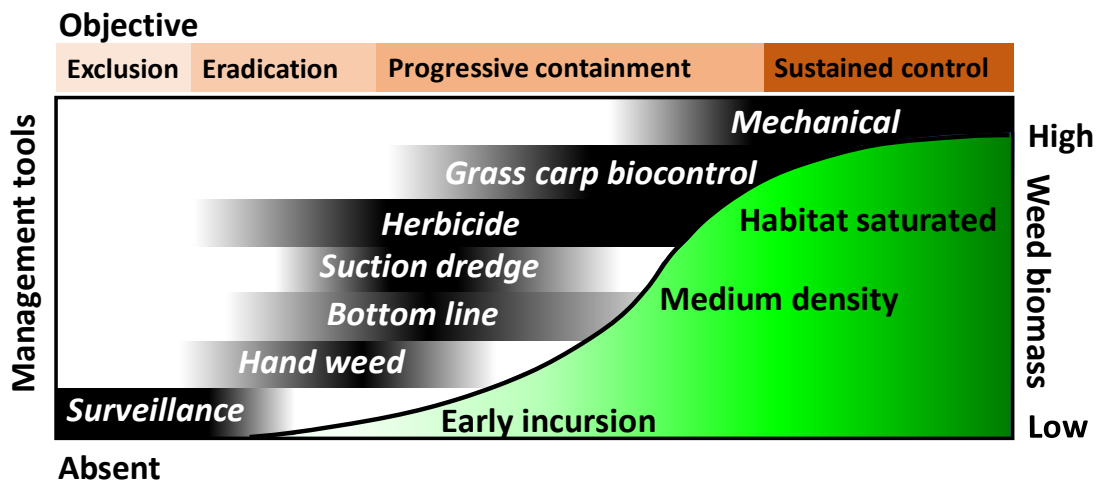 Objective
Exclusion Eradication Progressive containment Sustained control
Management tools
Mechanical
Grass carp biocontrol
Herbicide
Suction dredge
Bottom line
Hand weed
Surveillance
Habitat saturated
Medium density
Early incursion
High
Weed biomass
Low
Absent